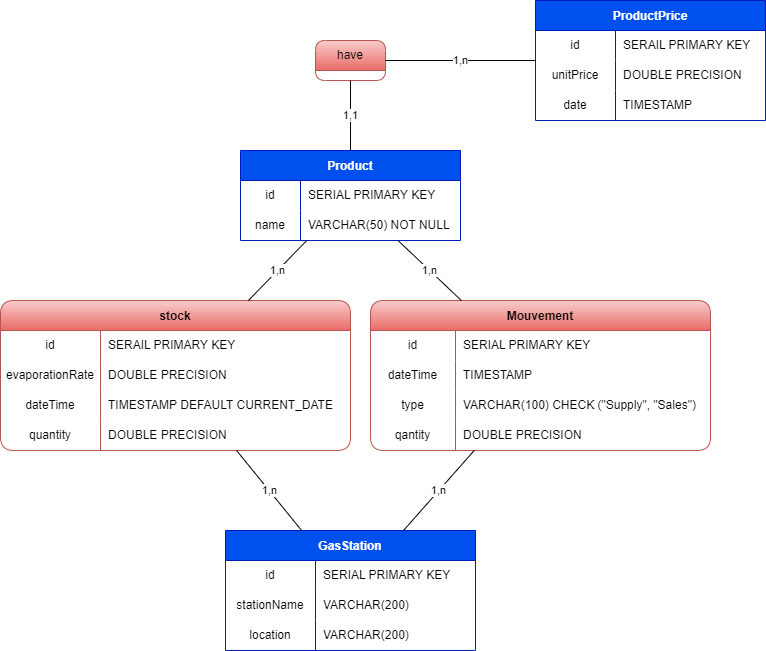 ProductPrice
id SERAIL PRIMARY KEY
unitPrice DOUBLE PRECISION
date TIMESTAMP
have
1,n
1,1
Product
id SERIAL PRIMARY KEY
name VARCHAR(50) NOT NULL
1,n
1,n
stock
id SERAIL PRIMARY KEY
evaporationRate DOUBLE PRECISION
dateTime TIMESTAMP DEFAULT CURRENT_DATE
quantity DOUBLE PRECISION
Mouvement
id SERIAL PRIMARY KEY
dateTime TIMESTAMP
type VARCHAR(100) CHECK ("Supply", "Sales")
qantity DOUBLE PRECISION
1,n
1,n
GasStation
id SERIAL PRIMARY KEY
stationName VARCHAR(200)
location VARCHAR(200)